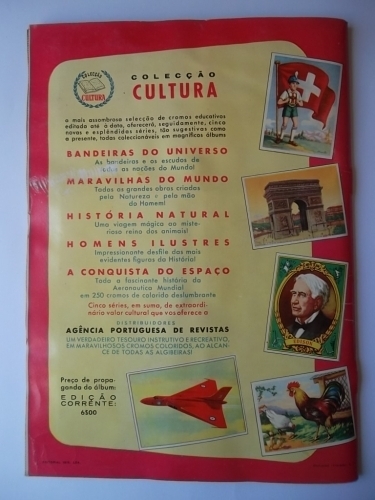 COLECÇÃO
CULTURA
COLECÇÃO
CULTURA
a mais assombrosa selecção de cromos educativos
editada até à data, oferecerá, seguidamente, cinco
novas e esplêndidas séries, tão sugestivas como
a presente, todas coleccionáveis em magníficos álbuns
BANDEIRAS DO UNIVERSO
As bandeiras e os escudos de
todas as nações do Mundo!
MARAVILHAS DO MUNDO
Todas as grandes obras criadas
pela Natureza e pela mão
do Homem!
HISTÓRIA NATURAL
Uma viagem mágica ao miste-
rioso reino dos animais!
HOMENS ILUSTRES
Impressionante desfile das mais
evidentes figuras da História!
A CONQUISTA DO ESPAÇO
Toda a fascinante história da
Aeronáutica Mundial
em 250 cromos de colorido deslumbrante
Cinco séries, em suma, de extraordi-
nário valor cultural que vos oferece a
DISTRIBUIDORES
AGÊNCIA PORTUGUESA DE REVISTAS
UM VERDADEIRO TESOURO INSTRUTIVO E RECREATIVO,
EM MARAVILHOSOS CROMOS COLORIDOS, AO ALCAN-
CE DE TODAS AS ALGIBEIRAS!
Preço de propa-
ganda do álbum:
EDIÇÃO
CORRENTE:
6$00
EDISON